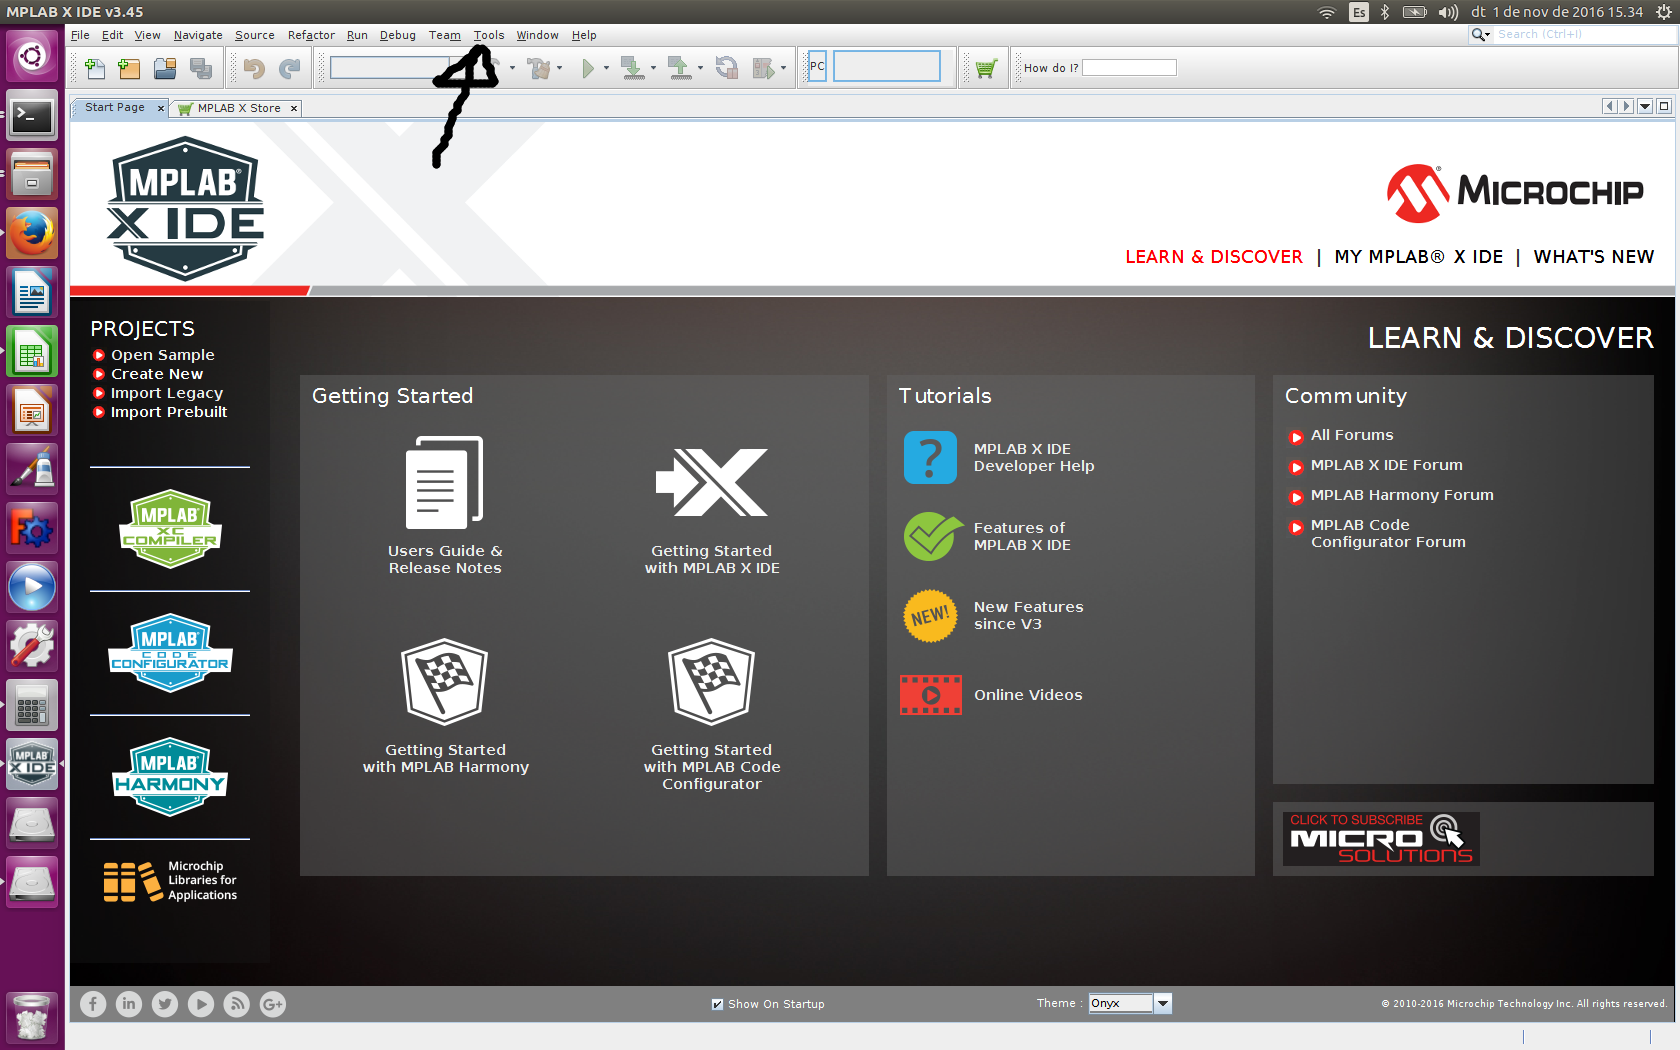 MPLAB X IDE v3.45
Es
dt 1 de nov de 2016 15.34
File Edit View Navigate Source Refactor Run Debug Team Tools Window Help
Search (Ctrl+I)
PC
How do I?
Start Page
MPLAB X Store
MPLAB®
X IDE
MICROCHIP
LEARN & DISCOVER | MY MPLAB® X IDE | WHAT'S NEW
PROJECTS
Open Sample
Create New
Import Legacy
Import Prebuilt
MPLAB
XC
COMPILER
MPLAB
CODE
CONFIGURATOR
MPLAB
HARMONY
Microchip
Libraries for
Applications
LEARN & DISCOVER
Getting Started
Users Guide &
Release Notes
Getting Started
with MPLAB X IDE
Getting Started
with MPLAB Harmony
Getting Started
with MPLAB Code
Configurator
Tutorials
?
MPLAB X IDE
Developer Help
Features of
MPLAB X IDE
NEW!
New Features
since V3
Online Videos
Community
All Forums
MPLAB X IDE Forum
MPLAB Harmony Forum
MPLAB Code
Configurator Forum
CLICK TO SUBSCRIBE
MICRO
SOLUTIONS
MPLAB
X IDE
Show On Startup
Theme : Onyx
© 2010-2016 Microchip Technology Inc. All rights reserved.